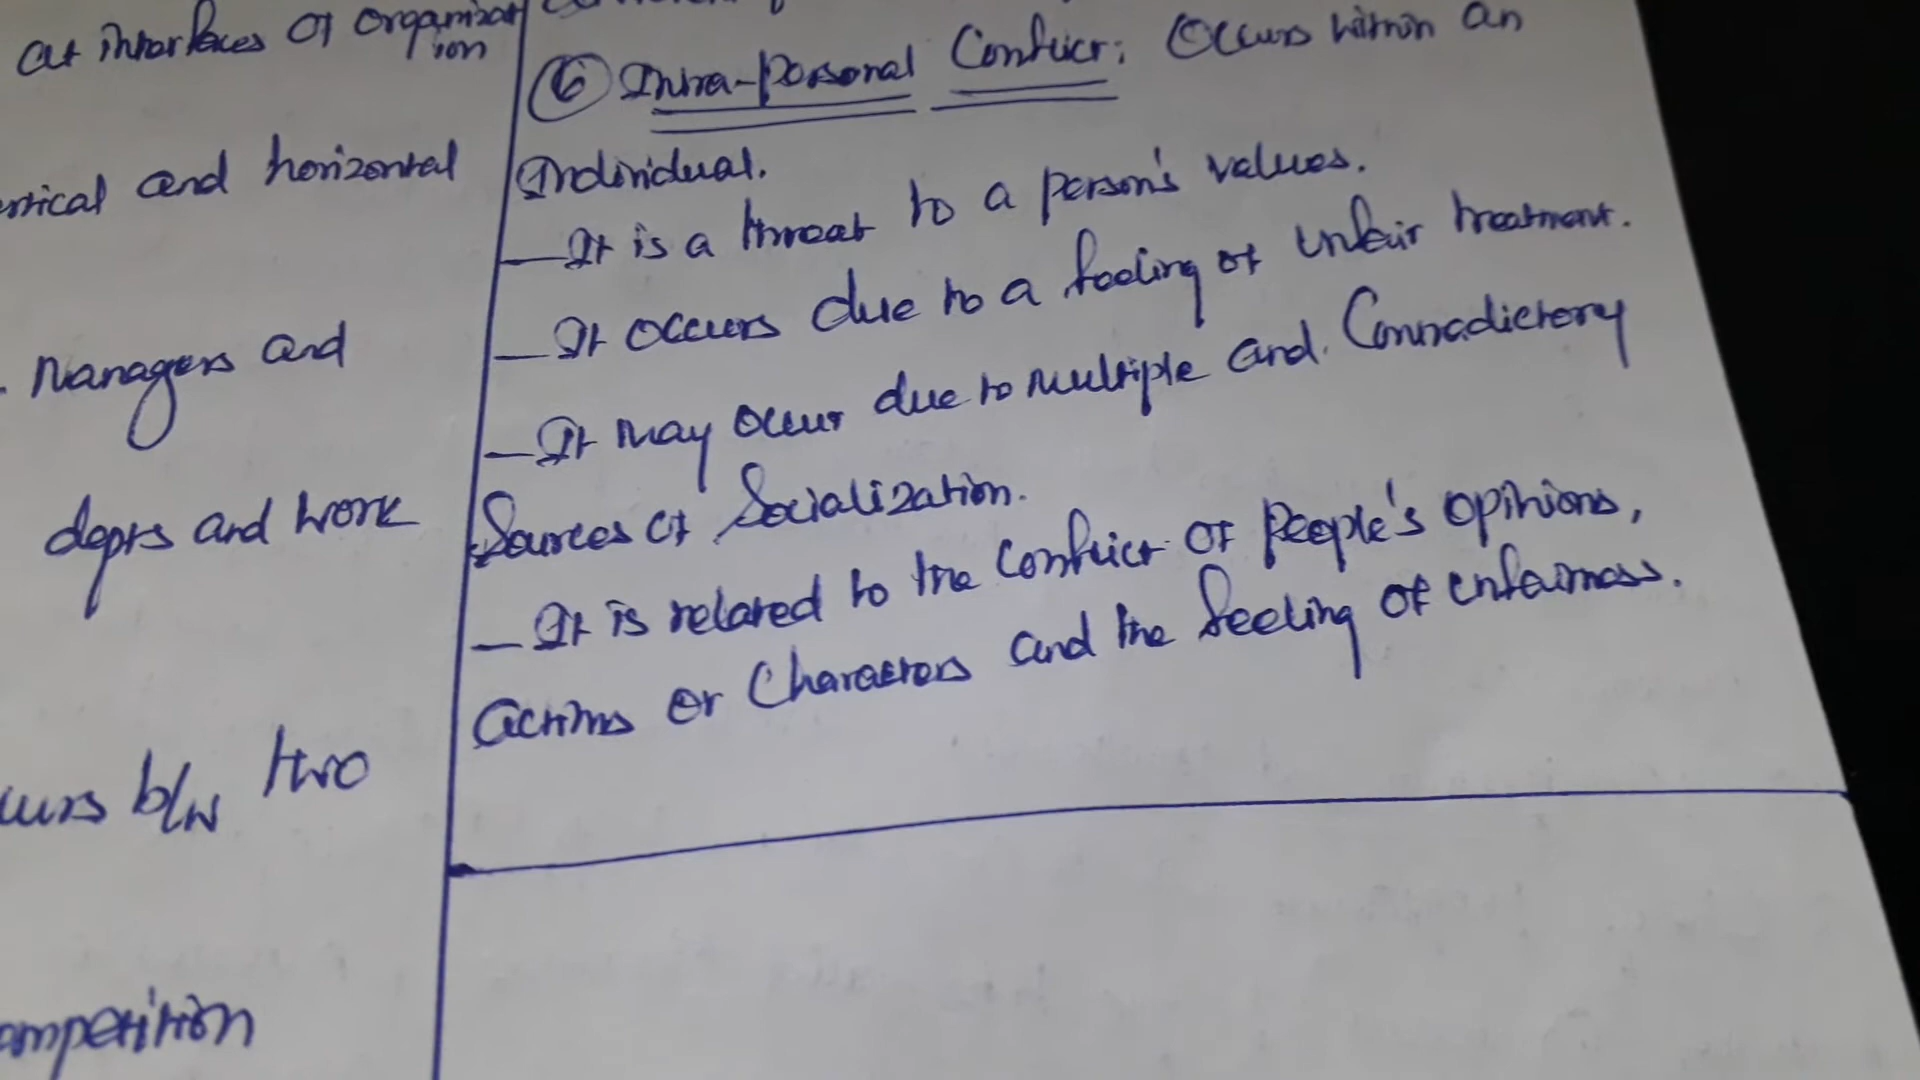 at interfaces of organizat
ion
ertical and horizontal
Managers and
depts and work
curs b/w two
ompetition
⑥ Intra-personal Conflict: Occurs within an
Individual.
— It is a threat to a person's values.
— It occurs due to a feeling of unfair treatment.
— It may occur due to multiple and Contradictory
Sources of Socialization.
— It is related to the conflict of people's opinions,
actions or Characters and the feeling of unfairness.